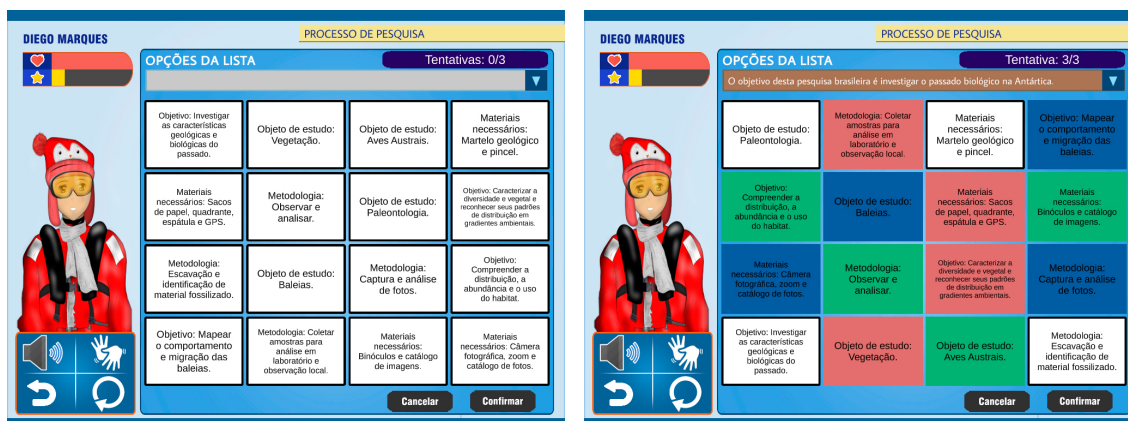 DIEGO MARQUES
PROCESSO DE PESQUISA
OPÇÕES DA LISTA
Tentativas: 0/3
Objetivo: Investigar
as características
geológicas e
biológicas do
passado.
Objeto de estudo:
Vegetação.
Objeto de estudo:
Aves Austrais.
Materiais
necessários:
Martelo geológico
e pincel.
Materiais
necessários: Sacos
de papel, quadrante,
espátula e GPS.
Metodologia:
Observar e
analisar.
Objeto de estudo:
Paleontologia.
Objetivo: Caracterizar a
diversidade e vegetal e
reconhecer seus padrões
de distribuição em
gradientes ambientais.
Metodologia:
Escavação e
identificação de
material fossilizado.
Objeto de estudo:
Baleias.
Metodologia:
Captura e análise
de fotos.
Objetivo:
Compreender a
distribuição, a
abundância e o uso
do habitat.
Objetivo: Mapear
o comportamento
e migração das
baleias.
Metodologia: Coletar
amostras para
análise em
laboratório e
observação local.
Materiais
necessários:
Binóculos e catálogo
de imagens.
Materiais
necessários: Câmera
fotográfica, zoom e
catálogo de fotos.
Cancelar
Confirmar
DIEGO MARQUES
PROCESSO DE PESQUISA
OPÇÕES DA LISTA
Tentativa: 3/3
O objetivo desta pesquisa brasileira é investigar o passado biológico na Antártica.
Objeto de estudo:
Paleontologia.
Metodologia: Coletar
amostras para
análise em
laboratório e
observação local.
Materiais
necessários:
Martelo geológico
e pincel.
Objetivo: Mapear
o comportamento
e migração das
baleias.
Objetivo:
Compreender a
distribuição, a
abundância e o uso
do habitat.
Objeto de estudo:
Baleias.
Materiais
necessários: Sacos
de papel, quadrante,
espátula e GPS.
Materiais
necessários:
Binóculos e catálogo
de imagens.
Materiais
necessários: Câmera
fotográfica, zoom e
catálogo de fotos.
Metodologia:
Observar e
analisar.
Objetivo: Caracterizar a
diversidade e vegetal e
reconhecer seus padrões
de distribuição em
gradientes ambientais.
Metodologia:
Captura e análise
de fotos.
Objetivo: Investigar
as características
geológicas e
biológicas do
passado.
Objeto de estudo:
Vegetação.
Objeto de estudo:
Aves Austrais.
Metodologia:
Escavação e
identificação de
material fossilizado.
Cancelar
Confirmar